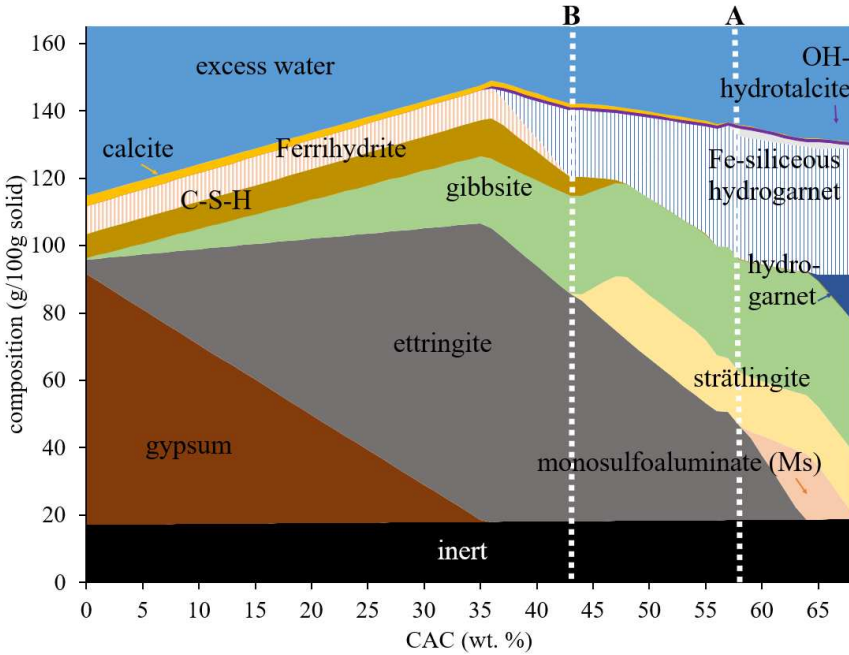 B A
160
140
120
100
80
60
40
20
0
composition (g/100g solid)
excess water
OH-
hydrotalcite
calcite
Ferrihydrite
C-S-H
gibbsite
Fe-siliceous
hydrogarnet
hydro-
garnet
ettringite
strätlingite
gypsum
monosulfoaluminate (Ms)
inert
0 5 10 15 20 25 30 35 40 45 50 55 60 65
CAC (wt. %)